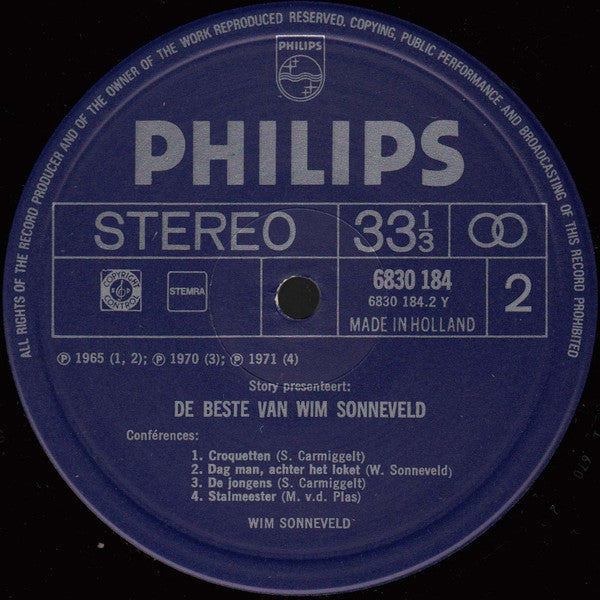 ALL RIGHTS OF THE RECORD PRODUCER AND OF THE OWNER OF THE WORK REPRODUCED RESERVED. COPYING, PUBLIC PERFORMANCE AND BROADCASTING OF THIS RECORD PROHIBITED
PHILIPS
PHILIPS
STEREO 33 1/3
COPYRIGHT CONTROL STEMRA 6830 184 2
6830 184.2 Y
MADE IN HOLLAND
Ⓟ 1965 (1, 2); Ⓟ 1970 (3); Ⓟ 1971 (4)
Story presenteert:
DE BESTE VAN WIM SONNEVELD
Conférences:
1. Croquetten (S. Carmiggelt)
2. Dag man, achter het loket (W. Sonneveld)
3. De jongens (S. Carmiggelt)
4. Stalmeester (M. v.d. Plas)
WIM SONNEVELD